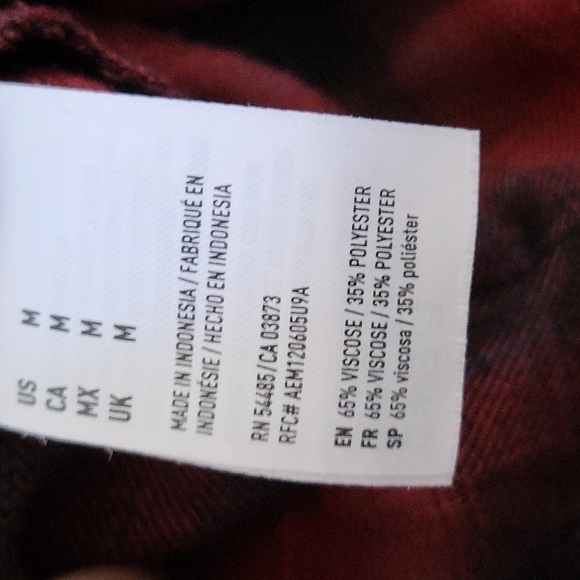 US M
CA M
MX M
UK M
MADE IN INDONESIA / FABRIQUÉ EN
INDONÉSIE / HECHO EN INDONESIA
RN 54485 / CA 03873
RFC# AEM120605U9A
EN 65% VISCOSE / 35% POLYESTER
FR 65% VISCOSE / 35% POLYESTER
SP 65% viscosa / 35% poliéster